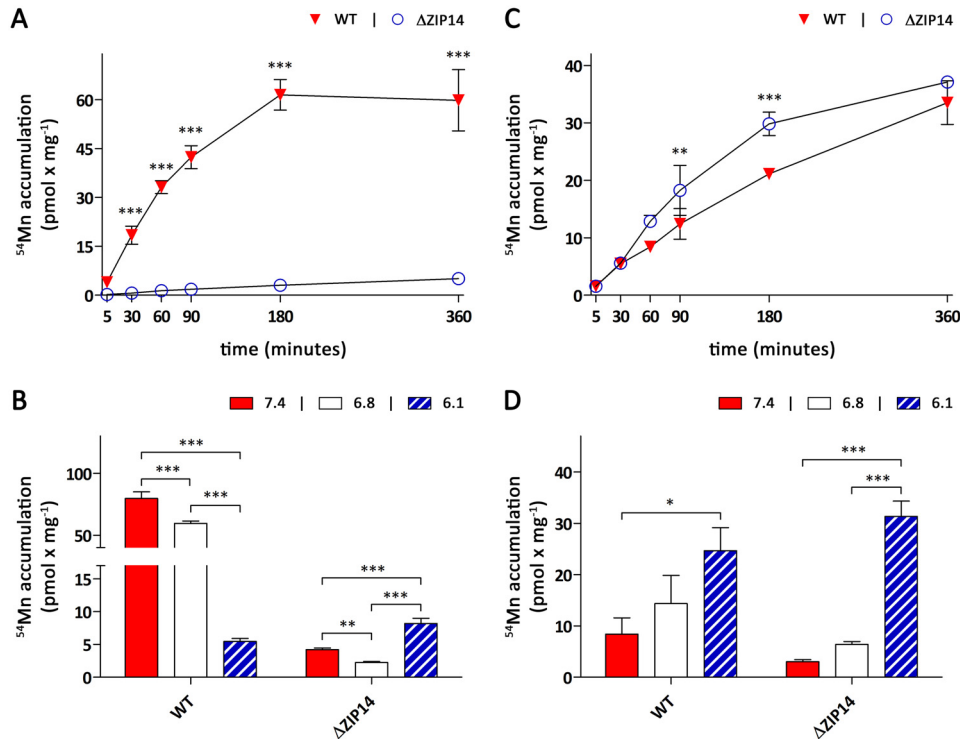 A
WT | ΔZIP14
⁵⁴Mn accumulation
(pmol x mg⁻¹)
60
45
30
15
0
***
***
***
***
***
***
5 30 60 90 180 360
time (minutes)
C
WT | ΔZIP14
⁵⁴Mn accumulation
(pmol x mg⁻¹)
40
30
20
10
0
**
***
5 30 60 90 180 360
time (minutes)
B
7.4 | 6.8 | 6.1
⁵⁴Mn accumulation
(pmol x mg⁻¹)
100
50
15
10
5
0
***
***
***
***
***
**
WT
ΔZIP14
D
7.4 | 6.8 | 6.1
⁵⁴Mn accumulation
(pmol x mg⁻¹)
40
30
20
10
0
*
***
***
WT
ΔZIP14